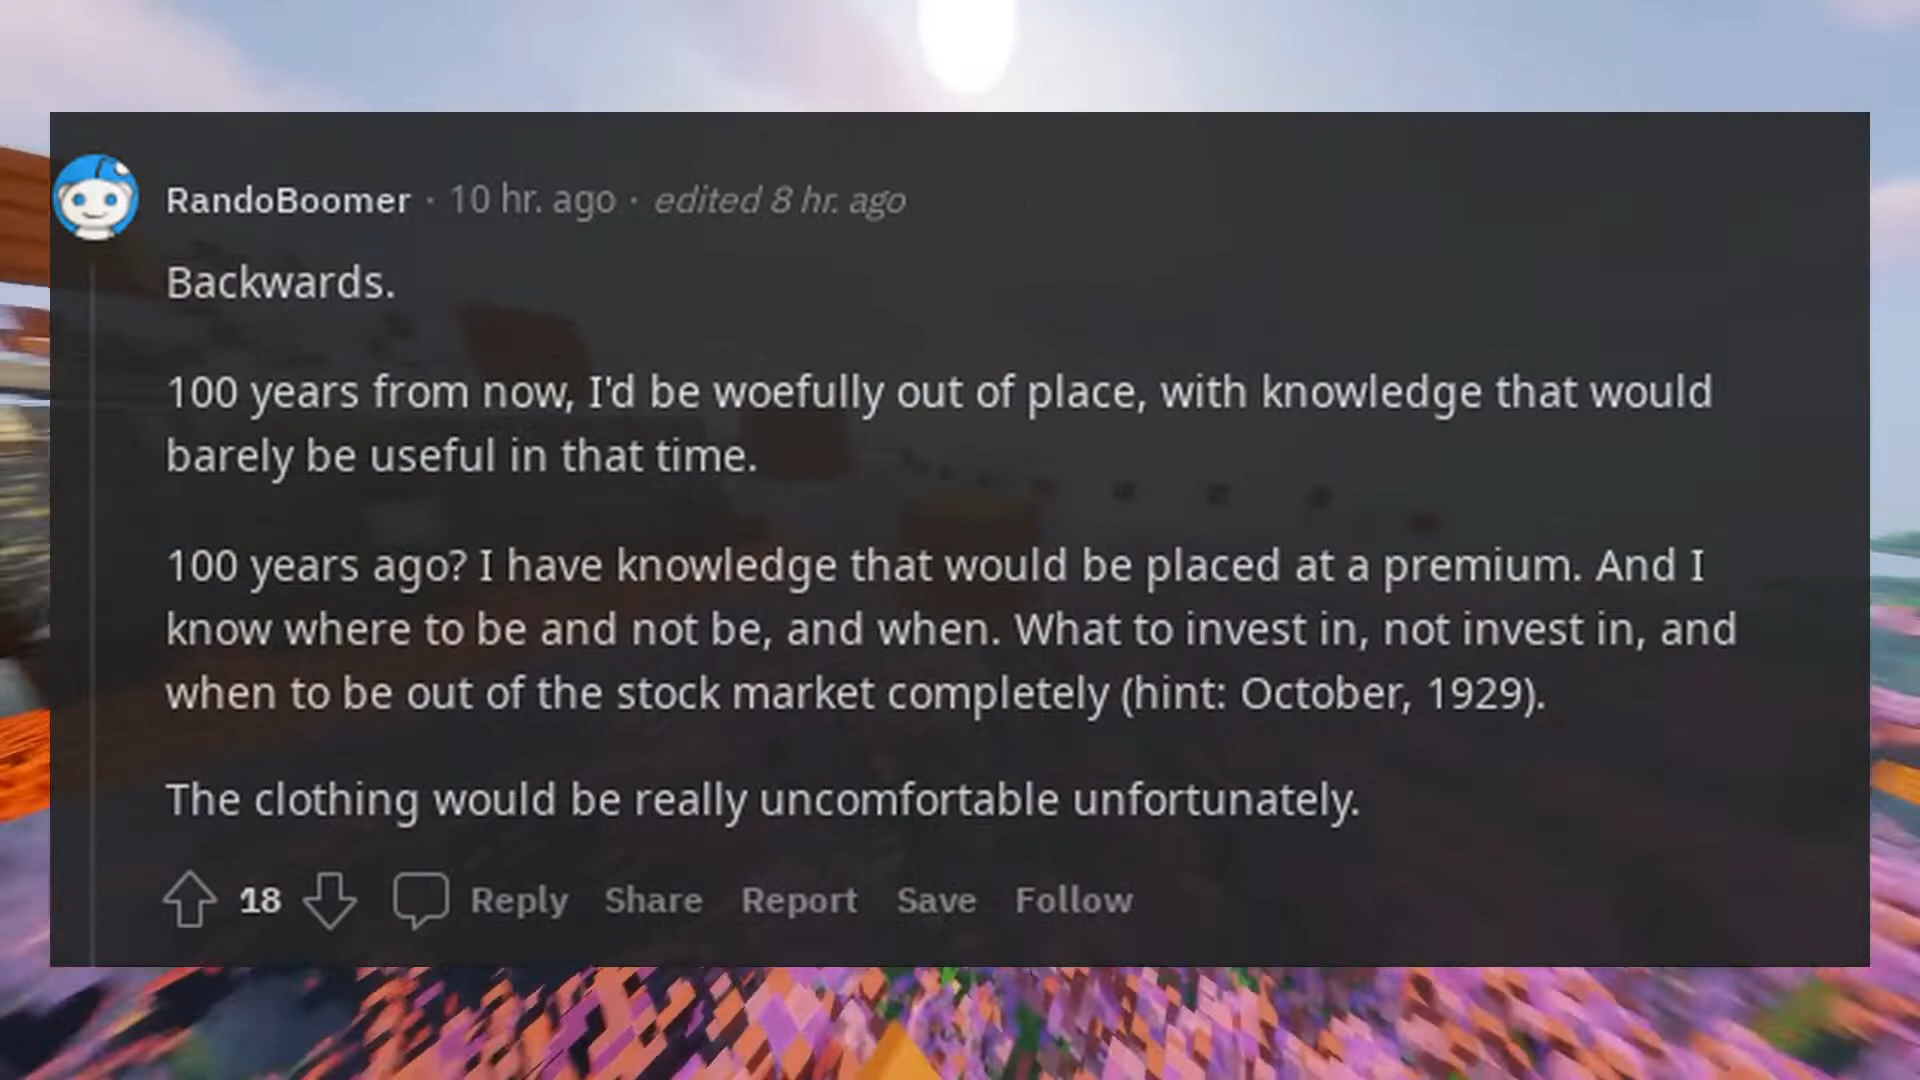 RandoBoomer · 10 hr. ago · edited 8 hr. ago
Backwards.
100 years from now, I'd be woefully out of place, with knowledge that would
barely be useful in that time.
100 years ago? I have knowledge that would be placed at a premium. And I
know where to be and not be, and when. What to invest in, not invest in, and
when to be out of the stock market completely (hint: October, 1929).
The clothing would be really uncomfortable unfortunately.
18 Reply Share Report Save Follow